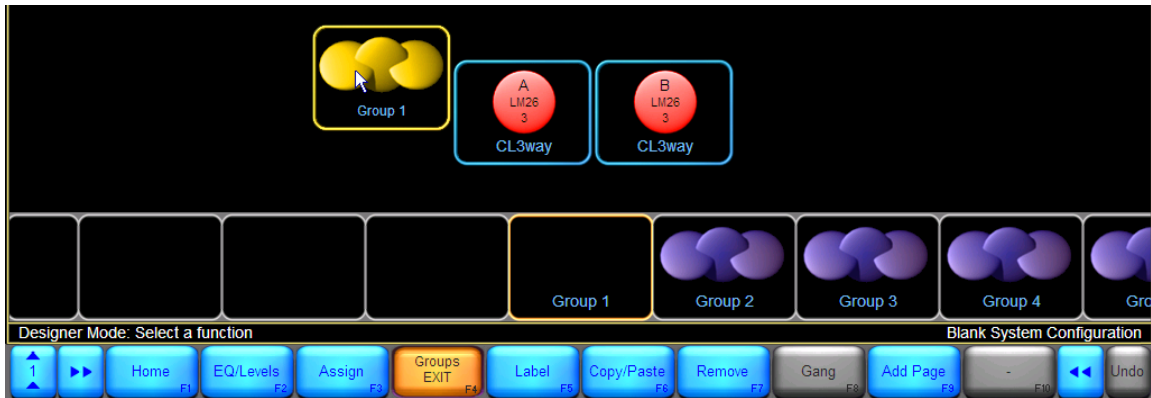 Group 1
A
LM26
3
CL3way
B
LM26
3
CL3way
Group 1
Group 2
Group 3
Group 4
Gro
Designer Mode: Select a function
Blank System Configuration
1
Home
F1
EQ/Levels
F2
Assign
F3
Groups
EXIT
F4
Label
F5
Copy/Paste
F6
Remove
F7
Gang
F8
Add Page
F9
-
F10
Undo